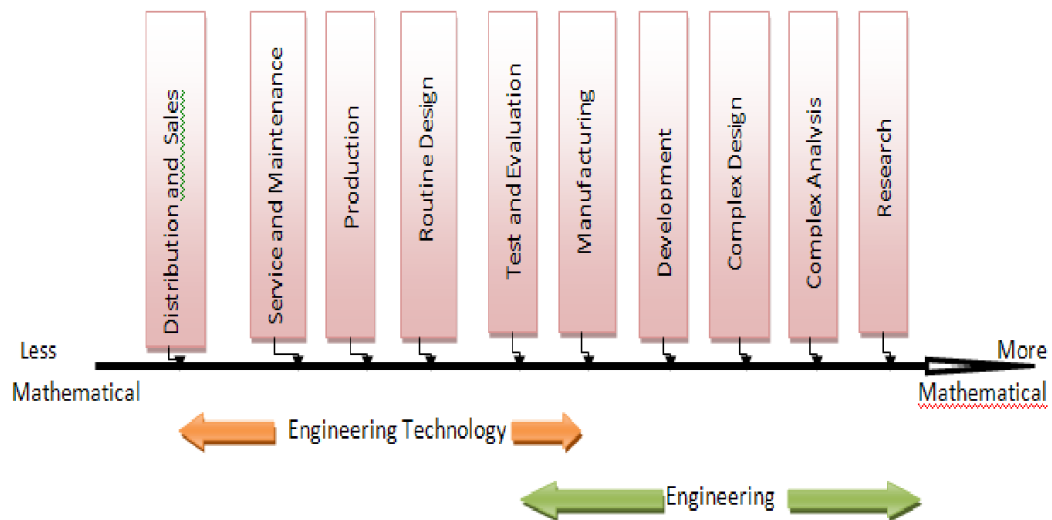 Distribution and Sales
Service and Maintenance
Production
Routine Design
Test and Evaluation
Manufacturing
Development
Complex Design
Complex Analysis
Research
Less
Mathematical
More
Mathematical
Engineering Technology
Engineering